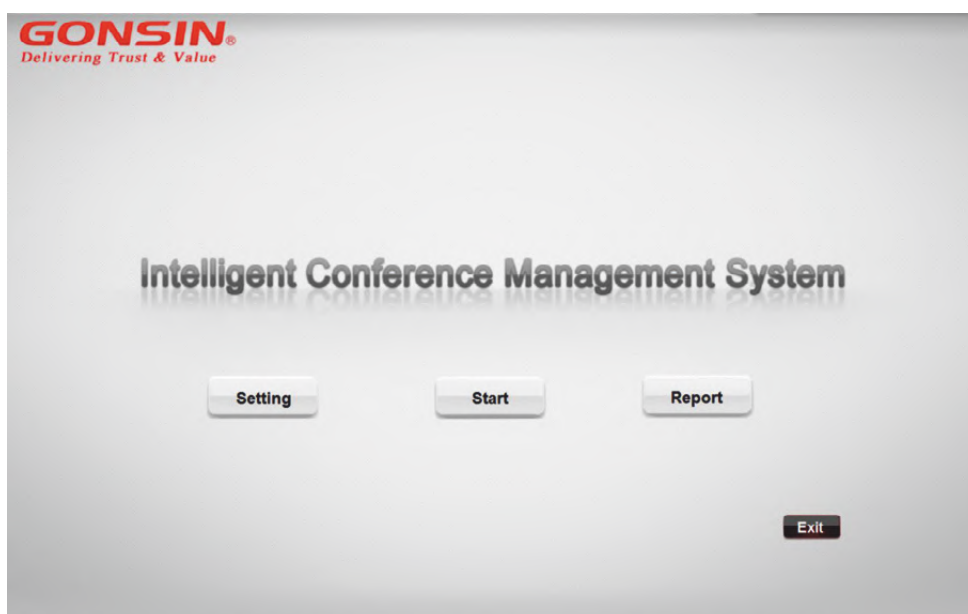 GONSIN®
Delivering Trust & Value
Intelligent Conference Management System
Setting
Start
Report
Exit